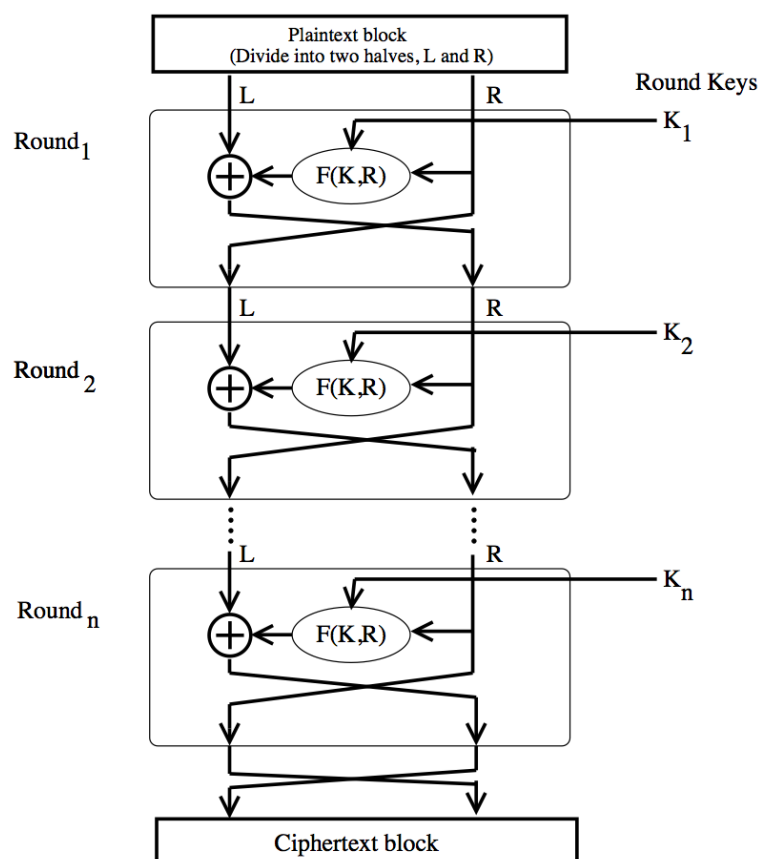 Plaintext block
(Divide into two halves, L and R)
Round Keys
L
R
K1
Round1
F(K,R)
L
R
K2
Round2
F(K,R)
L
R
Kn
Roundn
F(K,R)
Ciphertext block